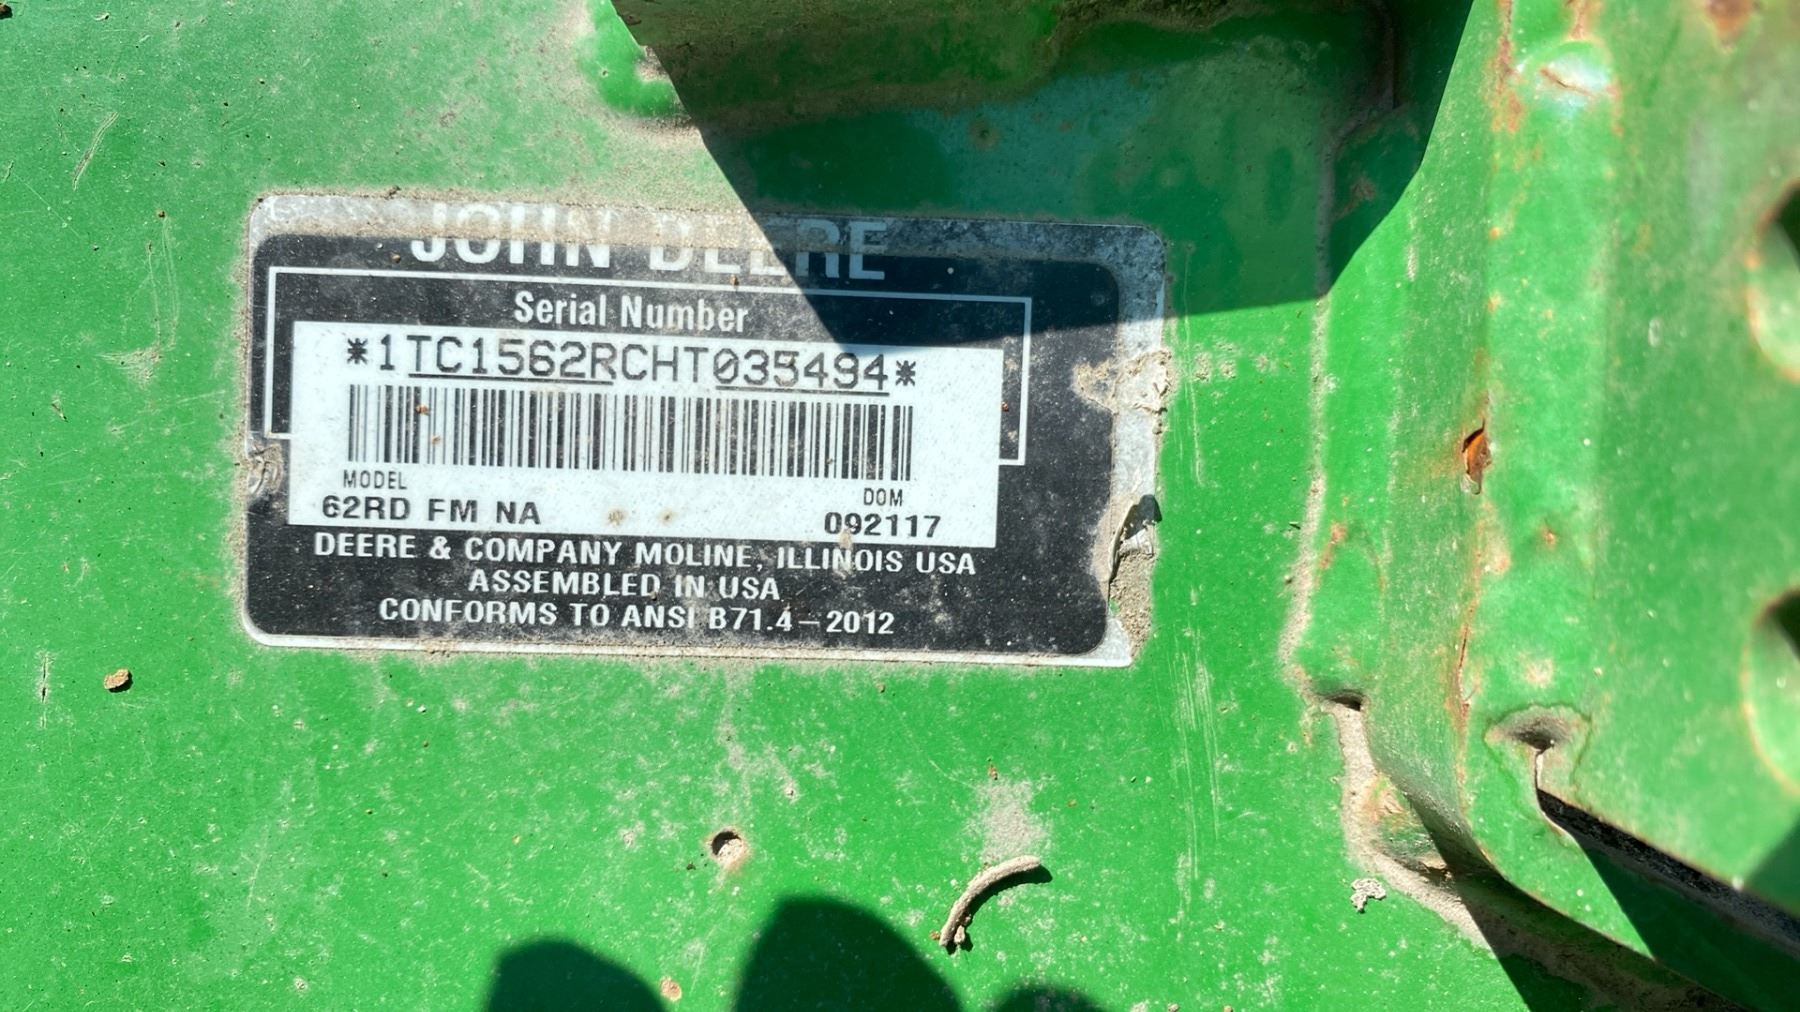 JOHN DEERE
Serial Number
*1TC1562RCHT035494*
MODEL
DOM
62RD FM NA
092117
DEERE & COMPANY MOLINE, ILLINOIS USA
ASSEMBLED IN USA
CONFORMS TO ANSI B71.4-2012